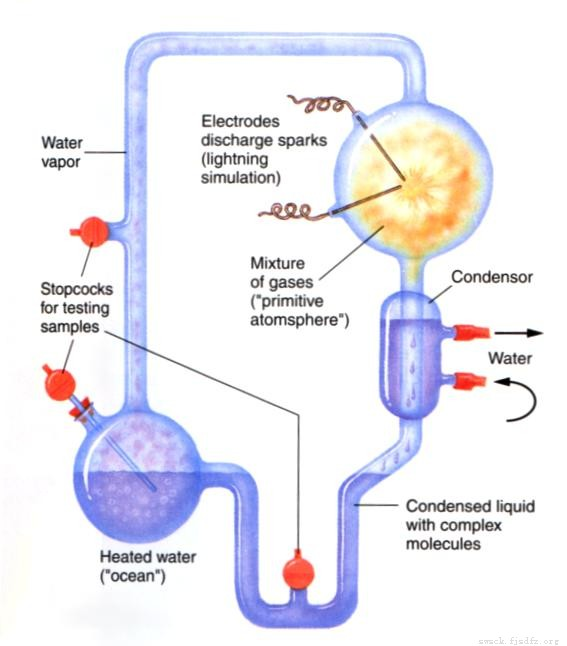 Electrodes
discharge sparks
(lightning
simulation)
Water
vapor
Mixture
of gases
("primitive
atomsphere")
Condensor
Stopcocks
for testing
samples
Water
Condensed liquid
with complex
molecules
Heated water
("ocean")